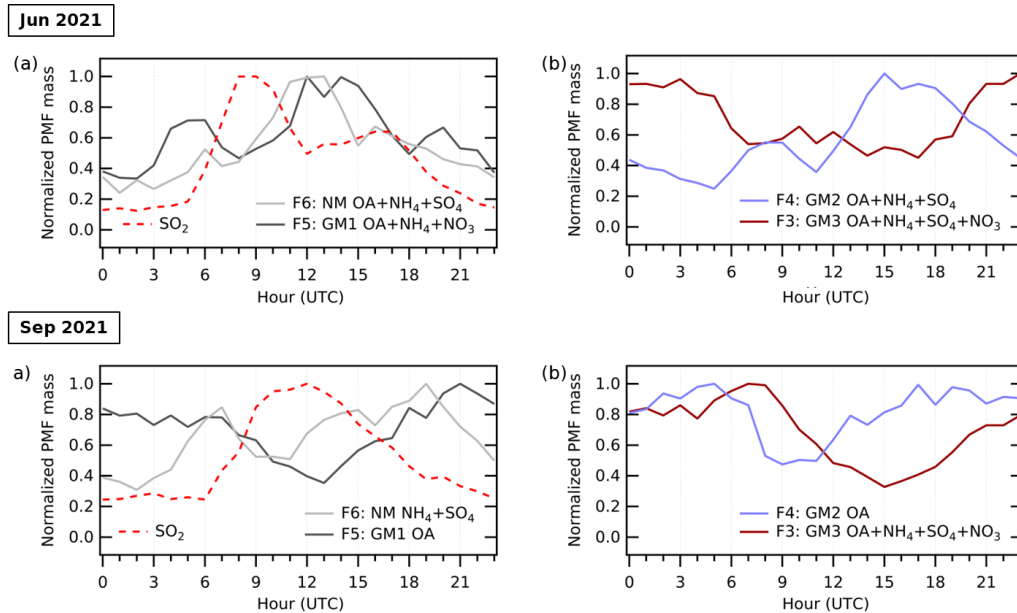 Jun 2021
(a)
Normalized PMF mass
1.0
0.8
0.6
0.4
0.2
0.0
SO₂
F6: NM OA+NH₄+SO₄
F5: GM1 OA+NH₄+NO₃
0 3 6 9 12 15 18 21
Hour (UTC)
(b)
Normalized PMF mass
1.0
0.8
0.6
0.4
0.2
0.0
F4: GM2 OA+NH₄+SO₄
F3: GM3 OA+NH₄+SO₄+NO₃
0 3 6 9 12 15 18 21
Hour (UTC)
Sep 2021
a)
Normalized PMF mass
1.0
0.8
0.6
0.4
0.2
0.0
SO₂
F6: NM NH₄+SO₄
F5: GM1 OA
0 3 6 9 12 15 18 21
Hour (UTC)
(b)
Normalized PMF mass
1.0
0.8
0.6
0.4
0.2
0.0
F4: GM2 OA
F3: GM3 OA+NH₄+SO₄+NO₃
0 3 6 9 12 15 18 21
Hour (UTC)